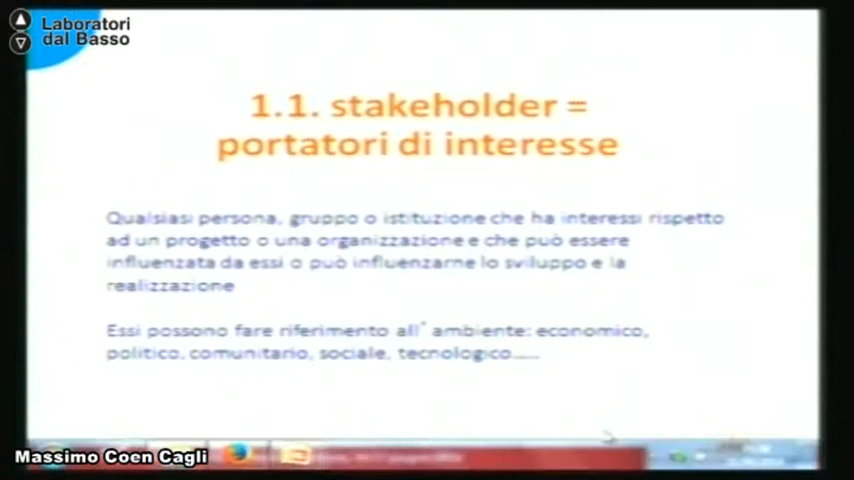 Laboratori
dal Basso
1.1. stakeholder =
portatori di interesse
Qualsiasi persona, gruppo o istituzione che ha interessi rispetto
ad un progetto o una organizzazione e che può essere
influenzata da essi o può influenzarne lo sviluppo e la
realizzazione
Essi possono fare riferimento all' ambiente: economico,
politico, comunitario, sociale, tecnologico.....
Massimo Coen Cagli